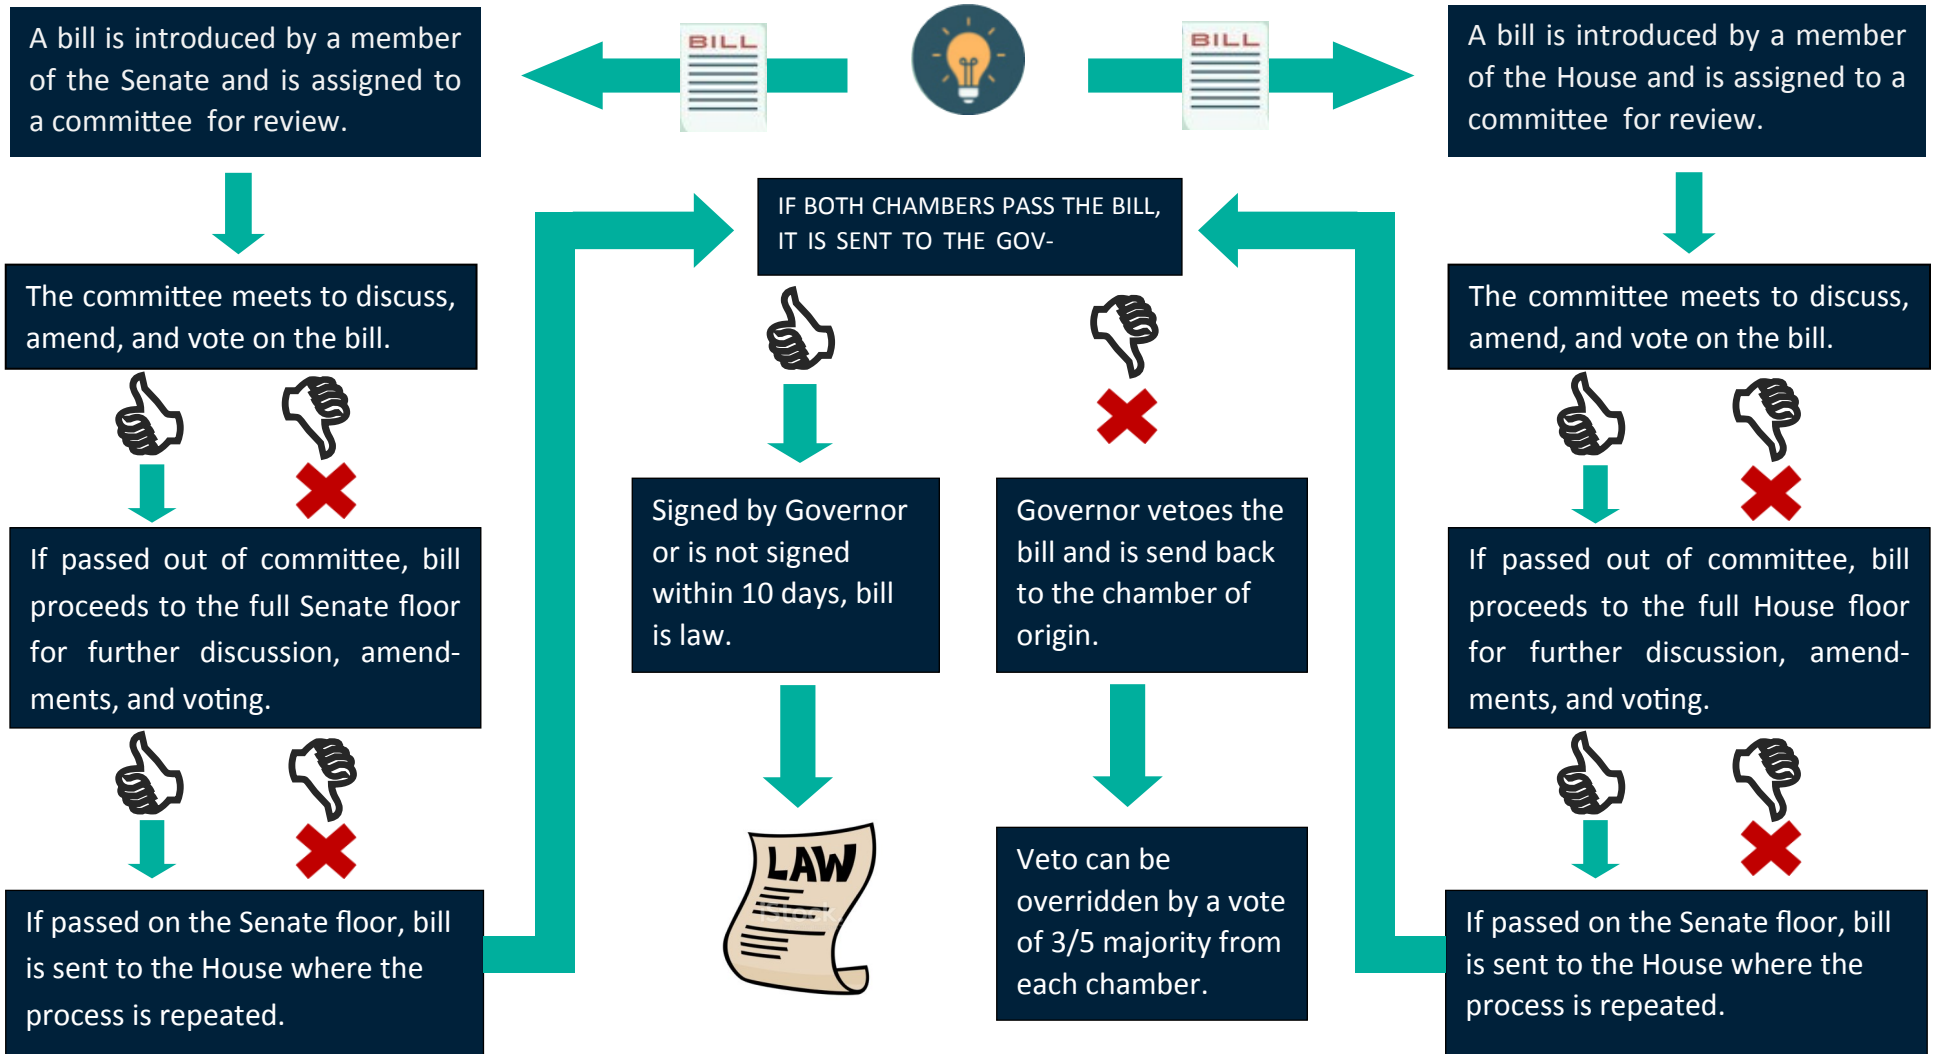 A bill is introduced by a member
of the Senate and is assigned to
a committee for review.
BILL
BILL
A bill is introduced by a member
of the House and is assigned to a
committee for review.
IF BOTH CHAMBERS PASS THE BILL,
IT IS SENT TO THE GOV-
The committee meets to discuss,
amend, and vote on the bill.
The committee meets to discuss,
amend, and vote on the bill.
If passed out of committee, bill
proceeds to the full Senate floor
for further discussion, amend-
ments, and voting.
Signed by Governor
or is not signed
within 10 days, bill
is law.
Governor vetoes the
bill and is send back
to the chamber of
origin.
If passed out of committee, bill
proceeds to the full House floor
for further discussion, amend-
ments, and voting.
If passed on the Senate floor, bill
is sent to the House where the
process is repeated.
LAW
iStock
Veto can be
overridden by a vote
of 3/5 majority from
each chamber.
If passed on the Senate floor, bill
is sent to the House where the
process is repeated.